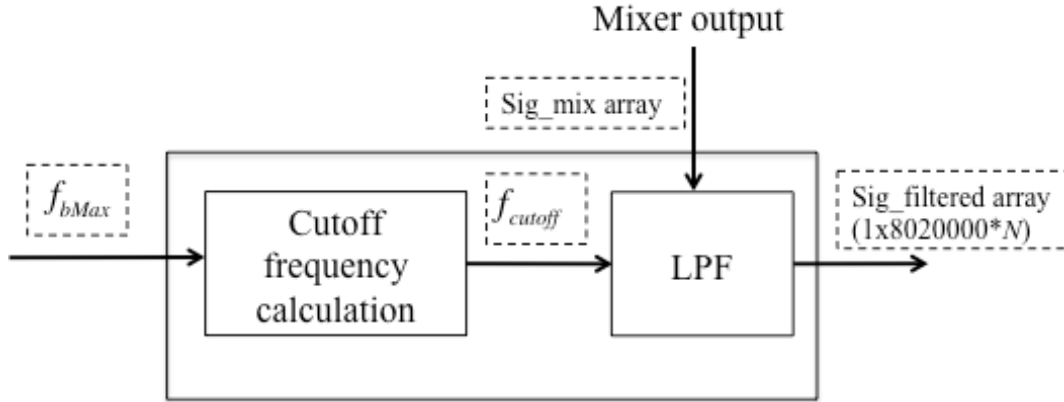 Mixer output
Sig_mix array
f_bMax
Cutoff
frequency
calculation
f_cutoff
LPF
Sig_filtered array
(1x8020000*N)